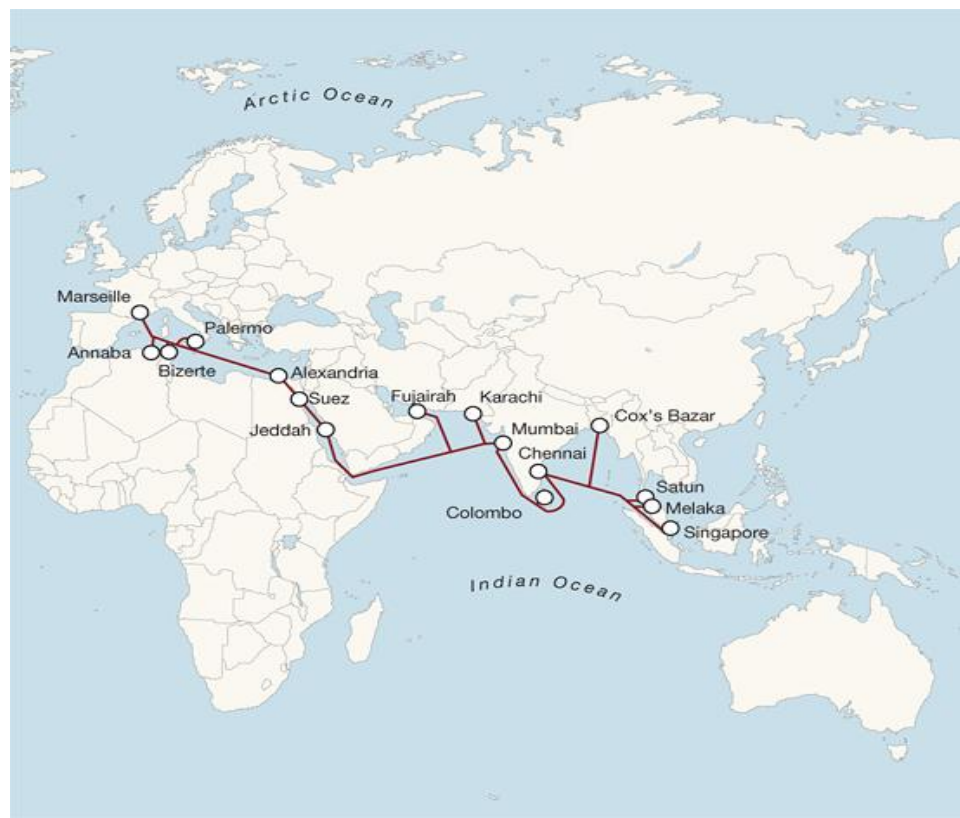 Arctic Ocean
Marseille
Palermo
Annaba
Bizerte
Alexandria
Suez
Fujairah
Karachi
Cox's Bazar
Jeddah
Mumbai
Chennai
Satun
Colombo
Melaka
Singapore
Indian Ocean